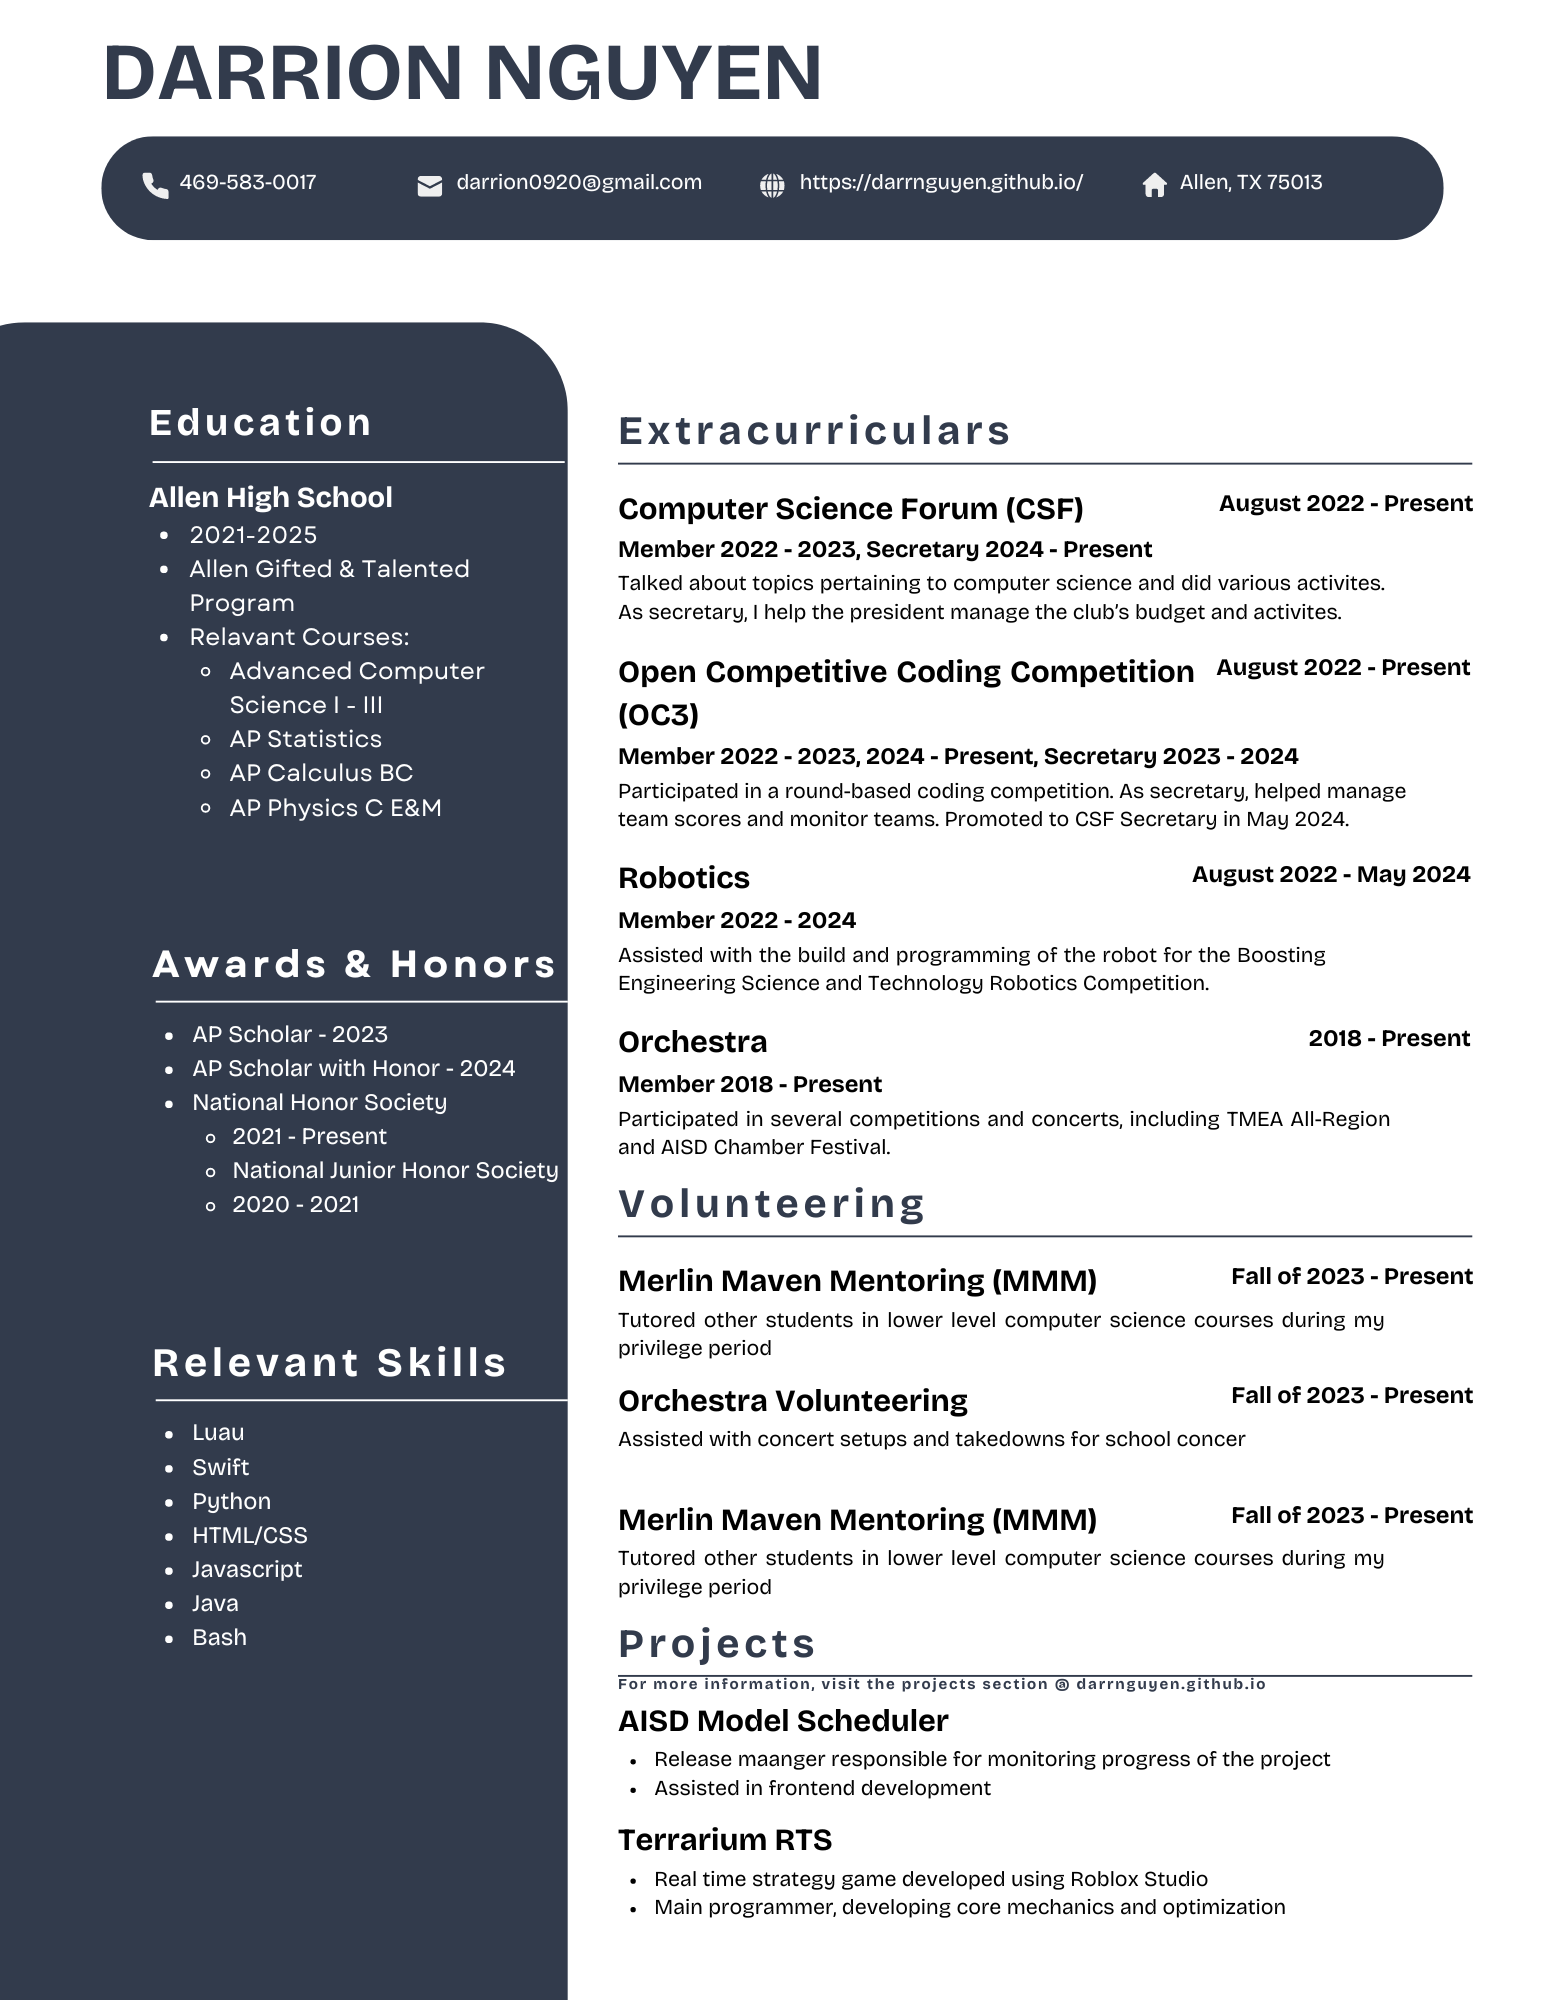 DARRION NGUYEN
469-583-0017
darrion0920@gmail.com
https://darrnguyen.github.io/
Allen, TX 75013
Education
Allen High School
• 2021-2025
• Allen Gifted & Talented
Program
• Relavant Courses:
◦ Advanced Computer
Science I - III
◦ AP Statistics
◦ AP Calculus BC
◦ AP Physics C E&M
Awards & Honors
• AP Scholar - 2023
• AP Scholar with Honor - 2024
• National Honor Society
◦ 2021 - Present
◦ National Junior Honor Society
◦ 2020 - 2021
Relevant Skills
• Luau
• Swift
• Python
• HTML/CSS
• Javascript
• Java
• Bash
Extracurriculars
Computer Science Forum (CSF) August 2022 - Present
Member 2022 - 2023, Secretary 2024 - Present
Talked about topics pertaining to computer science and did various activites.
As secretary, I help the president manage the club’s budget and activites.
Open Competitive Coding Competition August 2022 - Present
(OC3)
Member 2022 - 2023, 2024 - Present, Secretary 2023 - 2024
Participated in a round-based coding competition. As secretary, helped manage
team scores and monitor teams. Promoted to CSF Secretary in May 2024.
Robotics August 2022 - May 2024
Member 2022 - 2024
Assisted with the build and programming of the robot for the Boosting
Engineering Science and Technology Robotics Competition.
Orchestra 2018 - Present
Member 2018 - Present
Participated in several competitions and concerts, including TMEA All-Region
and AISD Chamber Festival.
Volunteering
Merlin Maven Mentoring (MMM) Fall of 2023 - Present
Tutored other students in lower level computer science courses during my
privilege period
Orchestra Volunteering Fall of 2023 - Present
Assisted with concert setups and takedowns for school concer
Merlin Maven Mentoring (MMM) Fall of 2023 - Present
Tutored other students in lower level computer science courses during my
privilege period
Projects
For more information, visit the projects section @ darrnguyen.github.io
AISD Model Scheduler
• Release maanger responsible for monitoring progress of the project
• Assisted in frontend development
Terrarium RTS
• Real time strategy game developed using Roblox Studio
• Main programmer, developing core mechanics and optimization